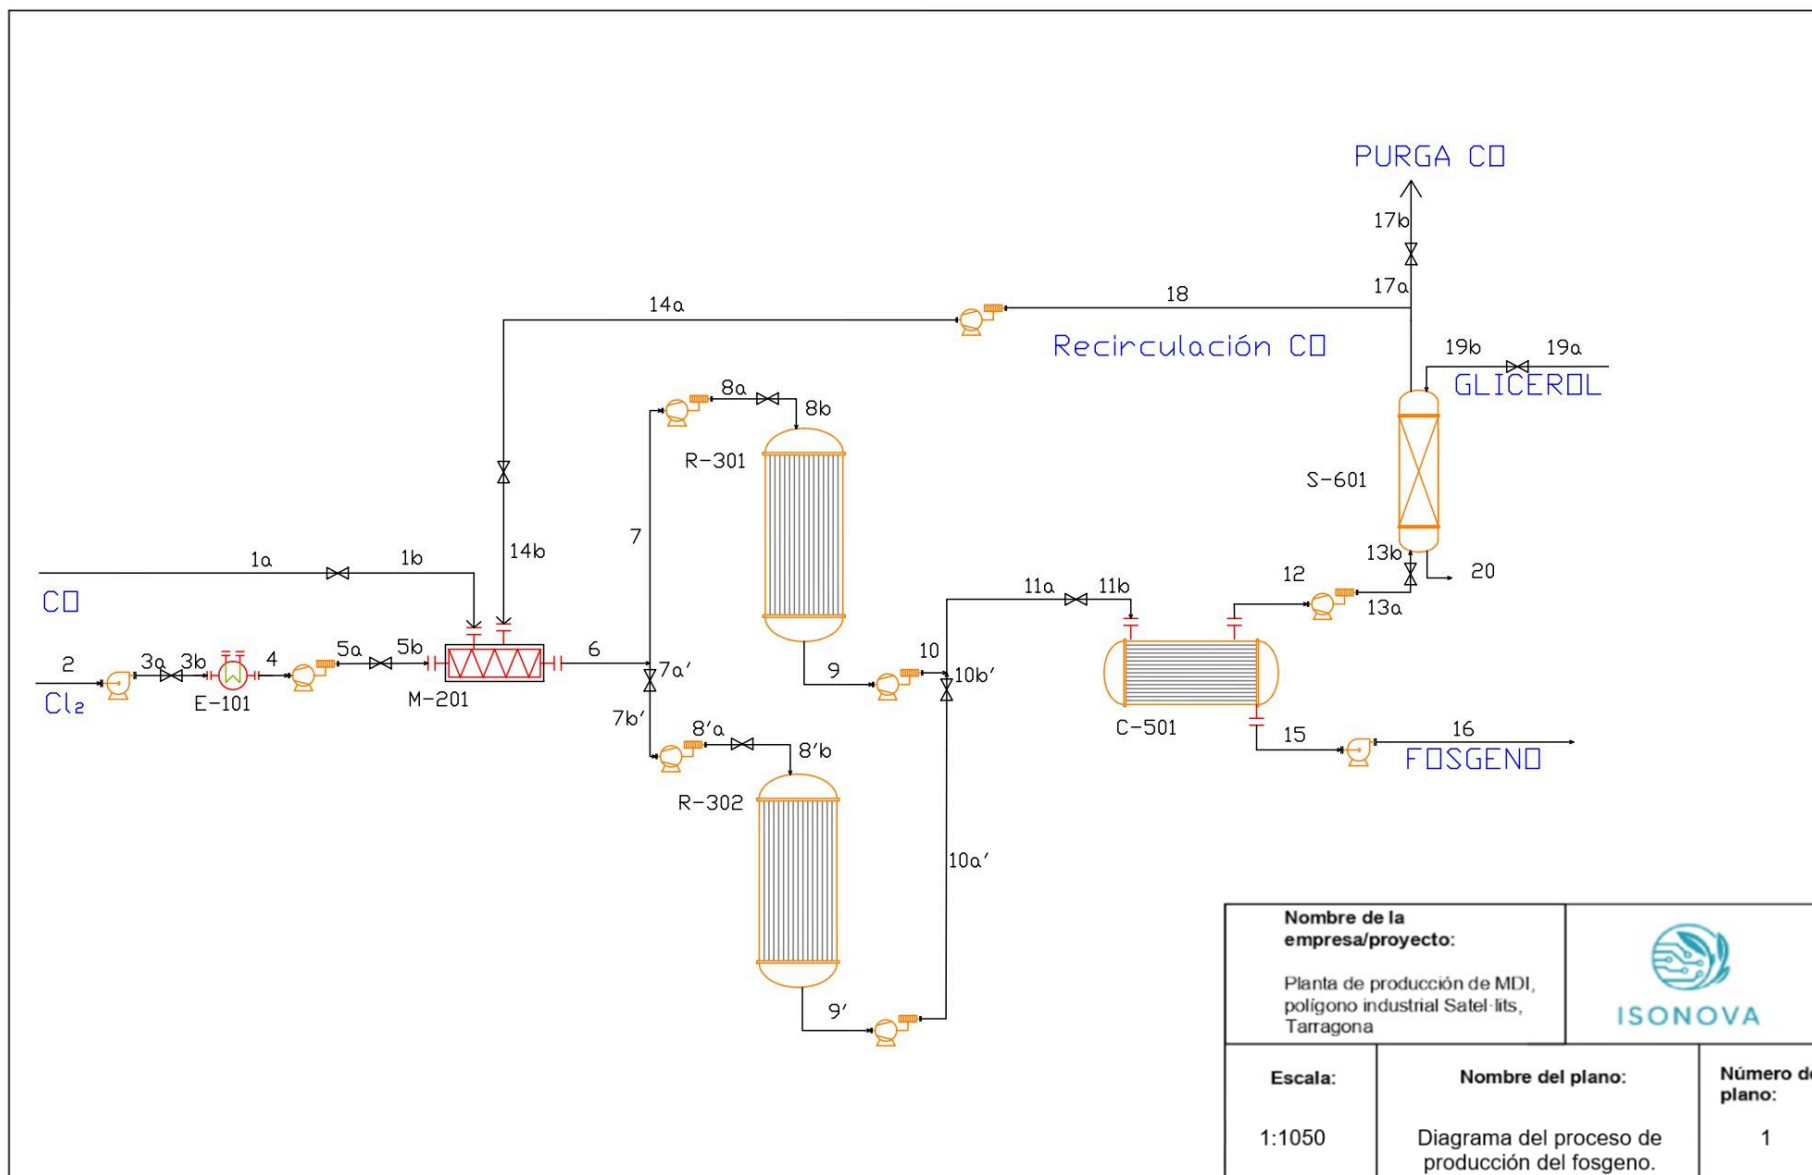 PURGA CO
17b
17a
14a
18
Recirculación CO
19b
19a
GLICEROL
8a
8b
R-301
S-601
7
14b
1a
1b
CO
13b
20
12
13a
11a
11b
2
3a
3b
4
5a
5b
6
7a'
9
10
10b'
Cl₂
E-101
M-201
7b'
8'a
8'b
C-501
15
16
FOSGENO
R-302
10a'
9'
Nombre de la
empresa/proyecto:
Planta de producción de MDI,
polígono industrial Satel·lits,
Tarragona
ISONOVA
Escala:
Nombre del plano:
Número de
plano:
1:1050
Diagrama del proceso de
producción del fosgeno.
1